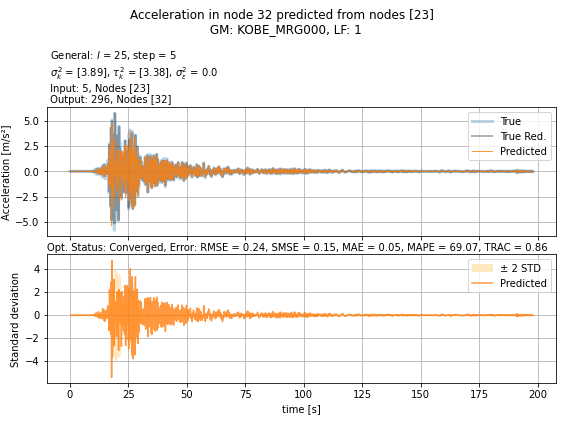 Acceleration in node 32 predicted from nodes [23]
GM: KOBE_MRG000, LF: 1
General: l = 25, step = 5
σ²ₖ = [3.89], τ²ₖ = [3.38], σ²ε = 0.0
Input: 5, Nodes [23]
Output: 296, Nodes [32]
Acceleration [m/s²]
5.0
2.5
0.0
−2.5
−5.0
True
True Red.
Predicted
Opt. Status: Converged, Error: RMSE = 0.24, SMSE = 0.15, MAE = 0.05, MAPE = 69.07, TRAC = 0.86
Standard deviation
4
2
0
−2
−4
± 2 STD
Predicted
0 25 50 75 100 125 150 175 200
time [s]